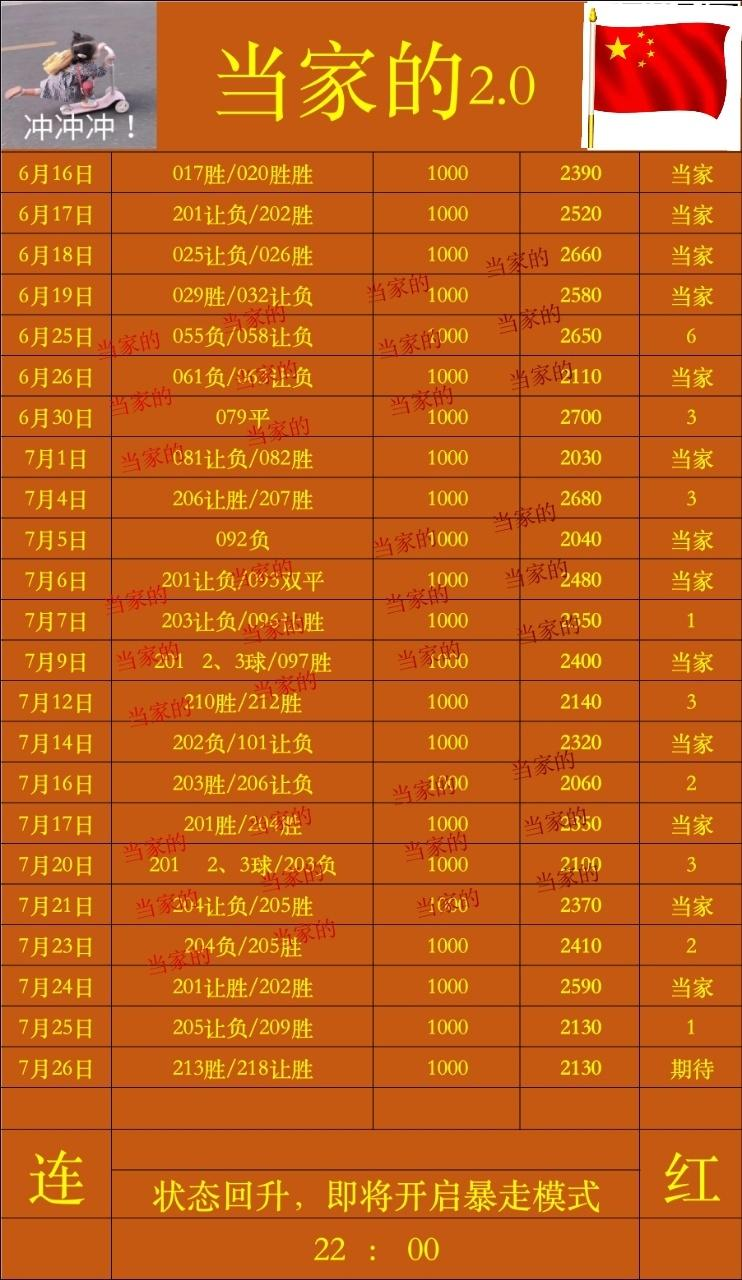 冲冲冲！
当家的2.0
6月16日 017胜/020胜胜 1000 2390 当家
6月17日 201让负/202胜 1000 2520 当家
6月18日 025让负/026胜 1000 2660 当家
6月19日 029胜/032让负 1000 2580 当家
6月25日 055负/058让负 1000 2650 6
6月26日 061负/063让负 1000 2110 当家
6月30日 079平 1000 2700 3
7月1日 081让负/082胜 1000 2030 当家
7月4日 206让胜/207胜 1000 2680 3
7月5日 092负 1000 2040 当家
7月6日 201让负/093双平 1000 2480 当家
7月7日 203让负/096让胜 1000 2350 1
7月9日 201 2、3球/097胜 1000 2400 当家
7月12日 210胜/212胜 1000 2140 3
7月14日 202负/101让负 1000 2320 当家
7月16日 203胜/206让负 1000 2060 2
7月17日 201胜/204胜 1000 2350 当家
7月20日 201 2、3球/203负 1000 2100 3
7月21日 204让负/205胜 1000 2370 当家
7月23日 204负/205胜 1000 2410 2
7月24日 201让胜/202胜 1000 2590 当家
7月25日 205让负/209胜 1000 2130 1
7月26日 213胜/218让胜 1000 2130 期待
连 红
状态回升，即将开启暴走模式
22 ： 00
当家的